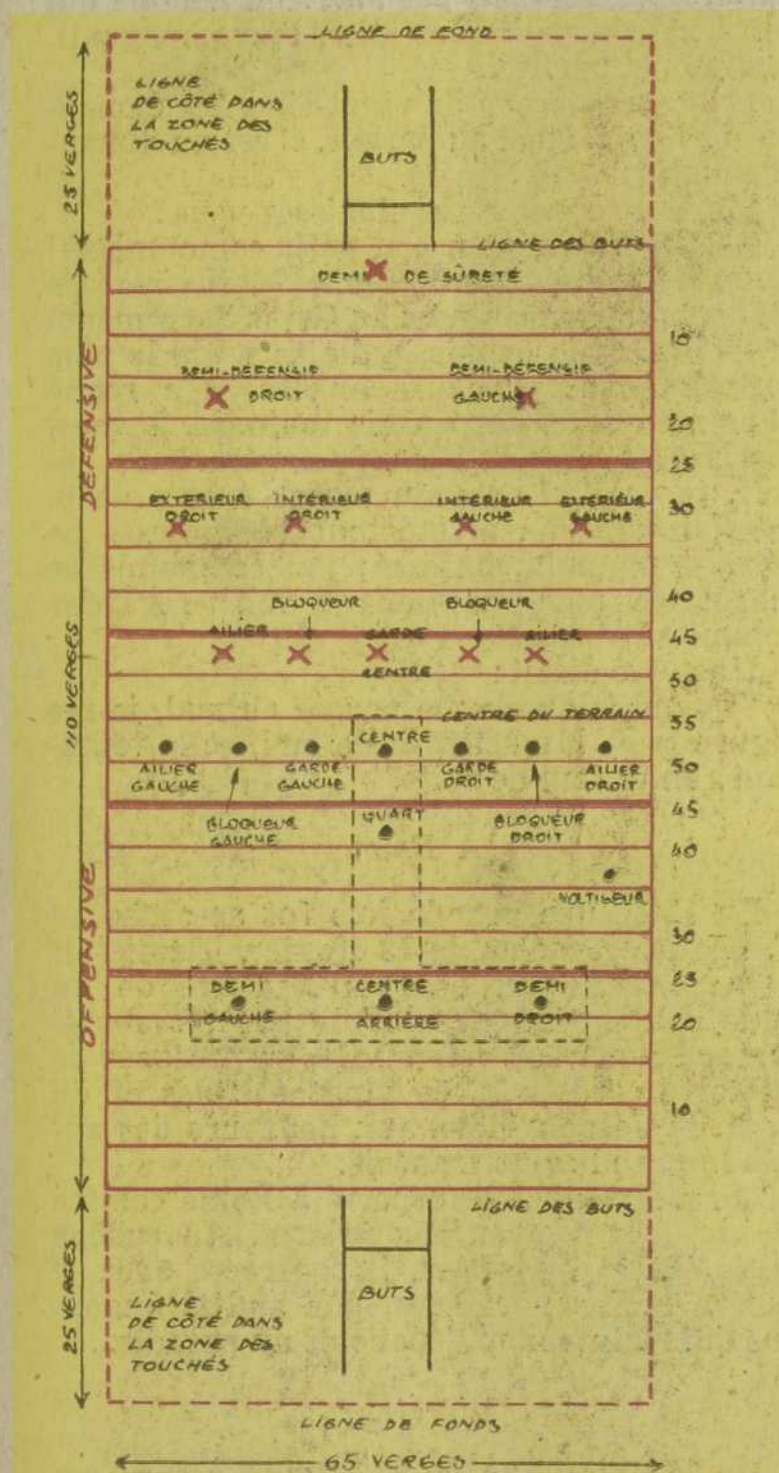 LIGNE DE FOND
LIGNE
DE CÔTÉ DANS
LA ZONE DES
TOUCHÉS
25 VERGES
BUTS
LIGNE DES BUTS
DEMI DE SÛRETÉ
10
DÉFENSIVE
DEMI-DÉFENSIF
DROIT
DEMI-DÉFENSIF
GAUCHE
20
25
EXTÉRIEUR
DROIT
INTÉRIEUR
DROIT
INTÉRIEUR
GAUCHE
EXTÉRIEUR
GAUCHE
30
40
BLOQUEUR
BLOQUEUR
AILIER
GARDE
AILIER
45
CENTRE
50
110 VERGES
CENTRE DU TERRAIN
55
CENTRE
AILIER
GAUCHE
GARDE
GAUCHE
GARDE
DROIT
AILIER
DROIT
50
45
BLOQUEUR
GAUCHE
QUART
BLOQUEUR
DROIT
40
OFFENSIVE
VOLTIGEUR
30
25
DEMI
GAUCHE
CENTRE
ARRIÈRE
DEMI
DROIT
20
10
LIGNE DES BUTS
25 VERGES
BUTS
LIGNE
DE CÔTÉ DANS
LA ZONE DES
TOUCHÉS
LIGNE DE FONDS
65 VERGES